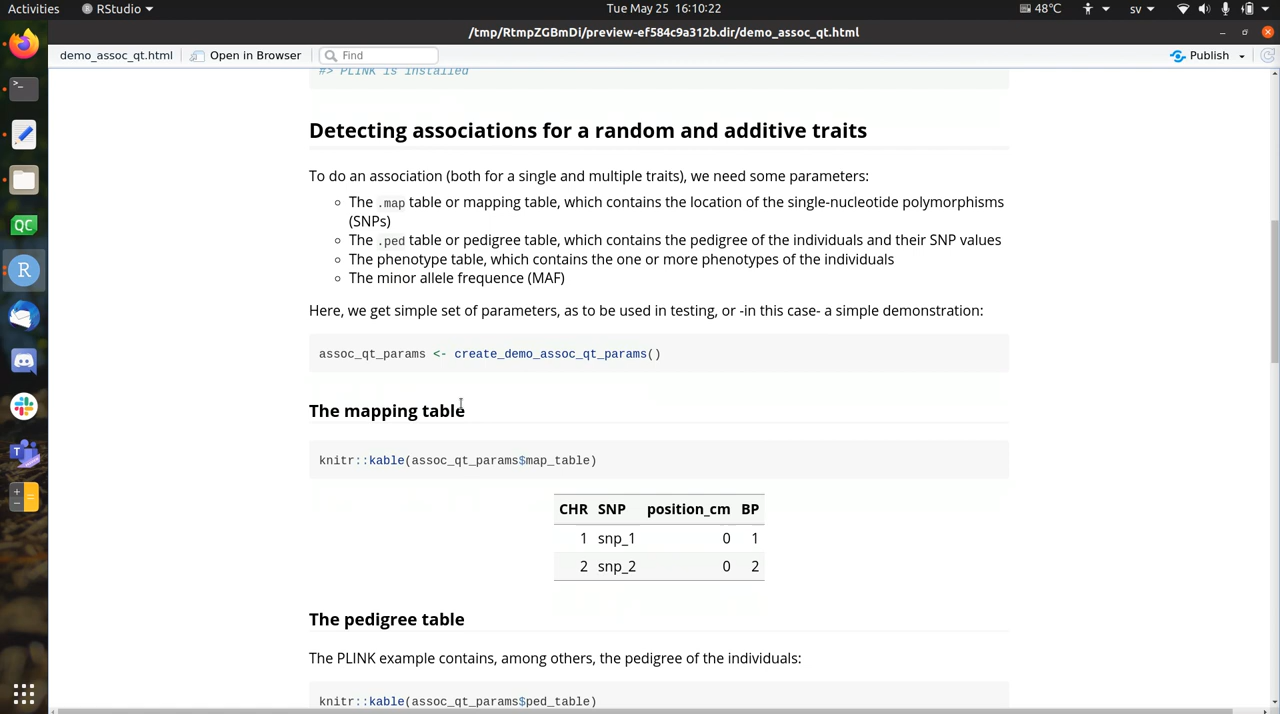 Activities RStudio Tue May 25 16:10:22 48°C sv
/tmp/RtmpZGBmDi/preview-ef584c9a312b.dir/demo_assoc_qt.html
demo_assoc_qt.html Open in Browser Find Publish
#> PLINK is installed
Detecting associations for a random and additive traits
To do an association (both for a single and multiple traits), we need some parameters:
The .map table or mapping table, which contains the location of the single-nucleotide polymorphisms
(SNPs)
The .ped table or pedigree table, which contains the pedigree of the individuals and their SNP values
The phenotype table, which contains the one or more phenotypes of the individuals
The minor allele frequency (MAF)
Here, we get simple set of parameters, as to be used in testing, or -in this case- a simple demonstration:
assoc_qt_params <- create_demo_assoc_qt_params()
The mapping table
knitr::kable(assoc_qt_params$map_table)
CHR SNP position_cm BP
1 snp_1 0 1
2 snp_2 0 2
The pedigree table
The PLINK example contains, among others, the pedigree of the individuals:
knitr::kable(assoc_qt_params$ped_table)
QC
R